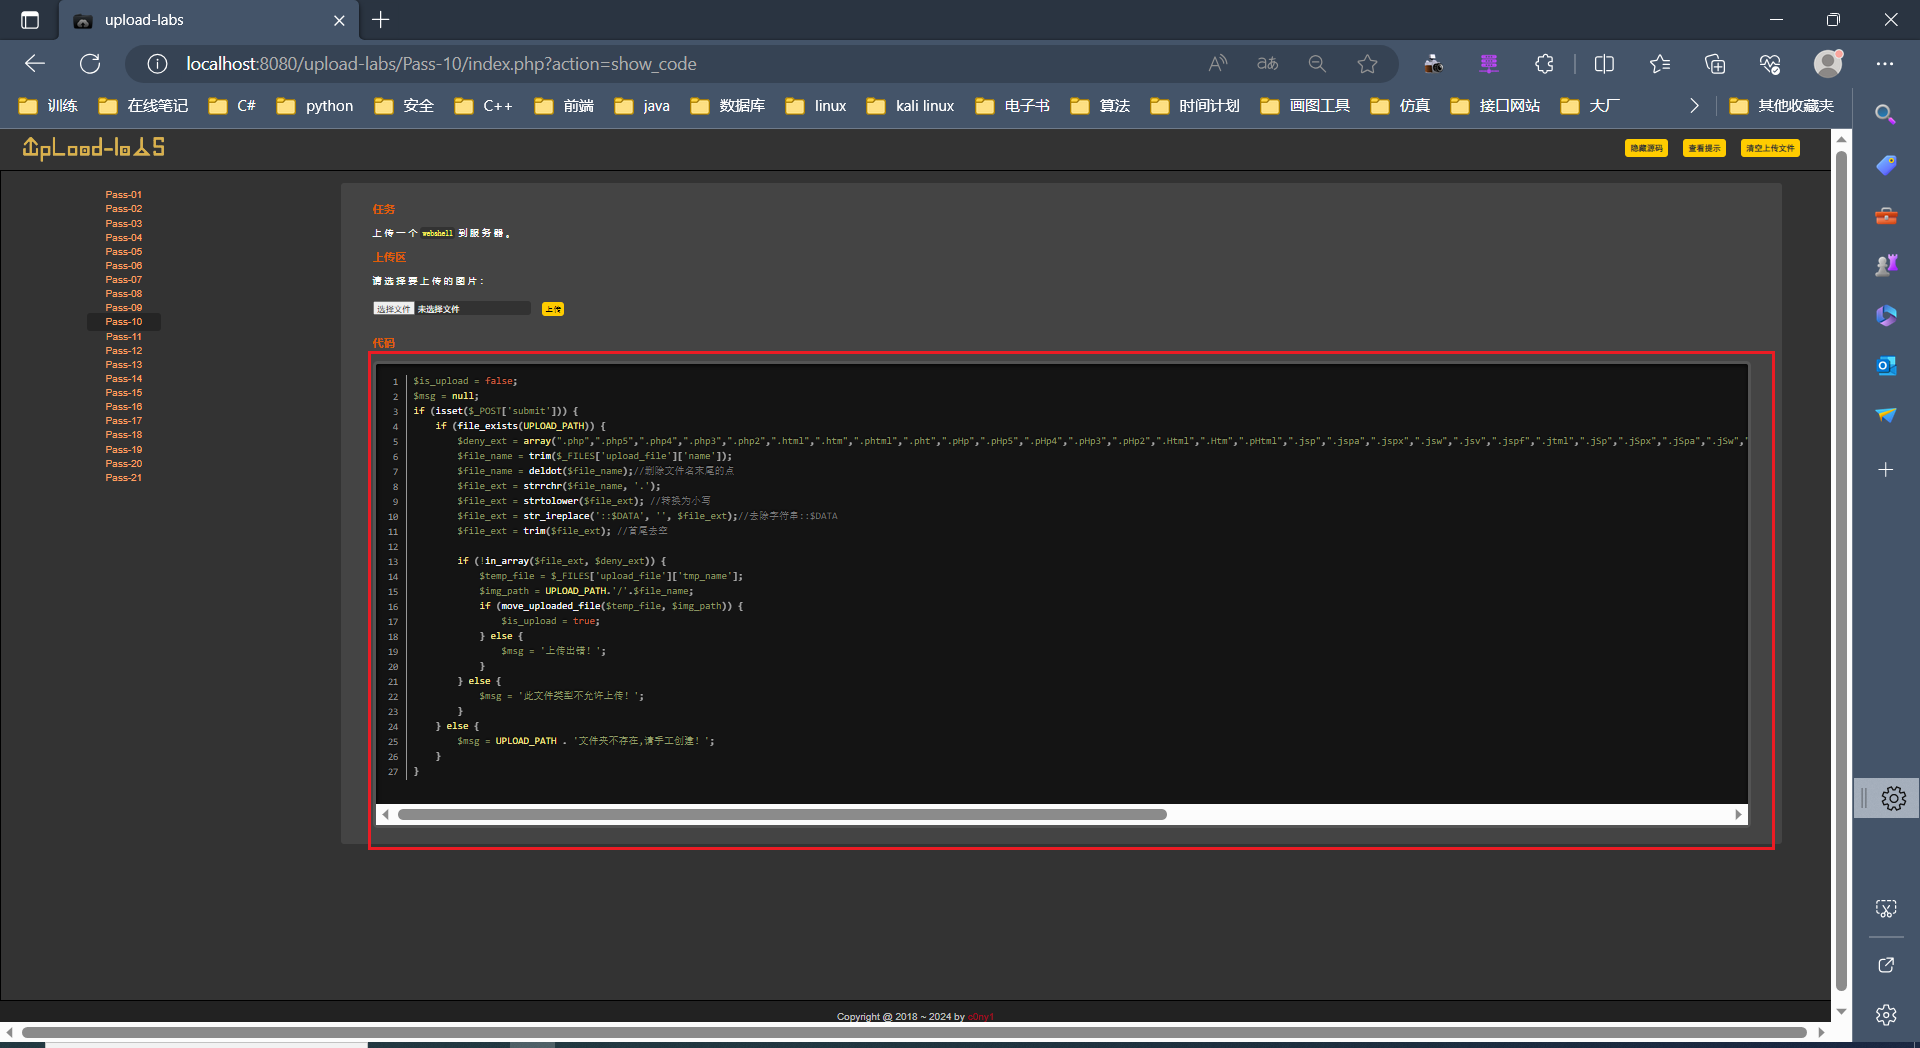 upload-labs
localhost:8080/upload-labs/Pass-10/index.php?action=show_code
训练 在线笔记 C# python 安全 C++ 前端 java 数据库 linux kali linux 电子书 算法 时间计划 画图工具 仿真 接口网站 大厂 其他收藏夹
UpLoad-labS
隐藏源码 查看提示 清空上传文件
Pass-01
Pass-02
Pass-03
Pass-04
Pass-05
Pass-06
Pass-07
Pass-08
Pass-09
Pass-10
Pass-11
Pass-12
Pass-13
Pass-14
Pass-15
Pass-16
Pass-17
Pass-18
Pass-19
Pass-20
Pass-21
任务
上传一个 webshell 到服务器。
上传区
请选择要上传的图片：
选择文件 未选择文件 上传
代码
1 $is_upload = false;
2 $msg = null;
3 if (isset($_POST['submit'])) {
4 if (file_exists(UPLOAD_PATH)) {
5 $deny_ext = array(".php",".php5",".php4",".php3",".php2",".html",".htm",".phtml",".pht",".pHp",".pHp5",".pHp4",".pHp3",".pHp2",".Html",".Htm",".pHtml",".jsp",".jspa",".jspx",".jsw",".jsv",".jspf",".jtml",".jSp",".jSpx",".jSpa",".jSw","
6 $file_name = trim($_FILES['upload_file']['name']);
7 $file_name = deldot($file_name);//删除文件名末尾的点
8 $file_ext = strrchr($file_name, '.');
9 $file_ext = strtolower($file_ext); //转换为小写
10 $file_ext = str_ireplace('::$DATA', '', $file_ext);//去除字符串::$DATA
11 $file_ext = trim($file_ext); //首尾去空
12
13 if (!in_array($file_ext, $deny_ext)) {
14 $temp_file = $_FILES['upload_file']['tmp_name'];
15 $img_path = UPLOAD_PATH.'/'.$file_name;
16 if (move_uploaded_file($temp_file, $img_path)) {
17 $is_upload = true;
18 } else {
19 $msg = '上传出错！';
20 }
21 } else {
22 $msg = '此文件类型不允许上传！';
23 }
24 } else {
25 $msg = UPLOAD_PATH . '文件夹不存在,请手工创建！';
26 }
27 }
Copyright @ 2018 ~ 2024 by c0ny1